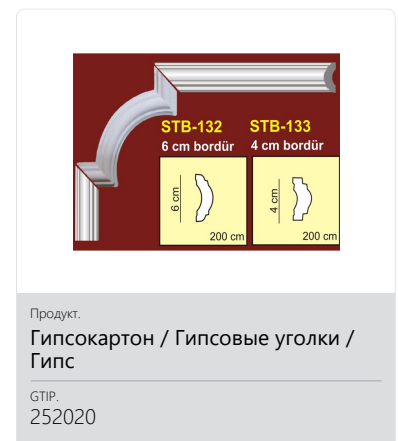 STB-132 STB-133
6 cm bordür 4 cm bordür
6 cm 4 cm
200 cm 200 cm
Продукт.
Гипсокартон / Гипсовые уголки /
Гипс
GTIP.
252020